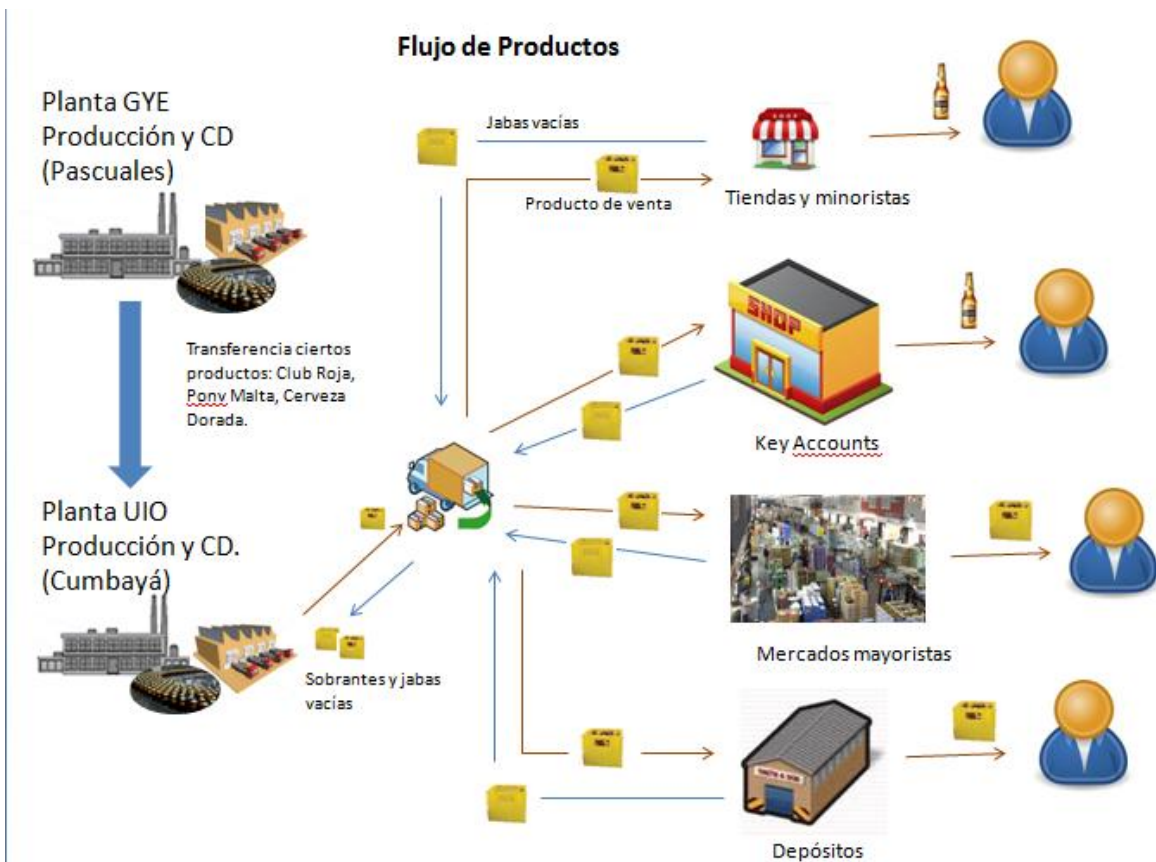 Flujo de Productos
Planta GYE
Producción y CD
(Pascuales)
Jabas vacías
Producto de venta
Tiendas y minoristas
Transferencia ciertos
productos: Club Roja,
Pony Malta, Cerveza
Dorada.
SHOP
Key Accounts
Planta UIO
Producción y CD.
(Cumbayá)
Sobrantes y jabas
vacías
Mercados mayoristas
Depósitos